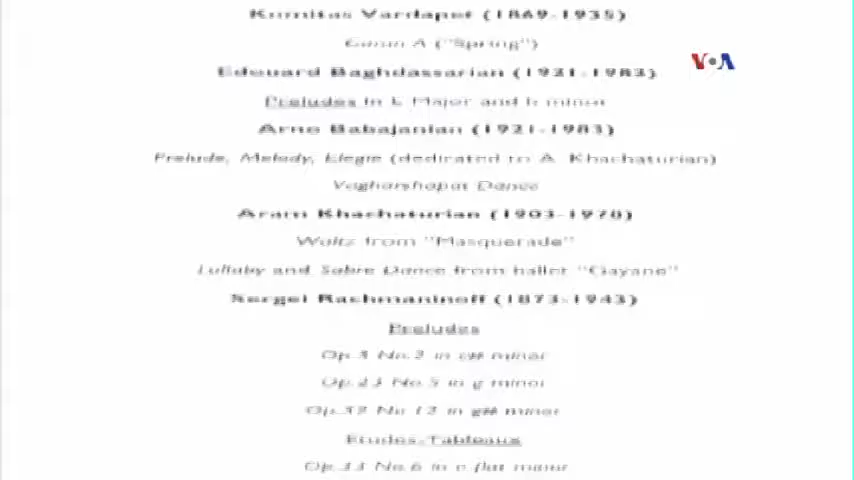 Komitas Vardapet (1869-1935)
Garun A ("Spring")
VOA
Edouard Baghdassarian (1921-1983)
Preludes in E Major and b minor
Arno Babajanian (1921-1983)
Prelude, Melody, Elegie (dedicated to A. Khachaturian)
Vagharshapat Dance
Aram Khachaturian (1903-1978)
Waltz from "Masquerade"
Lullaby and Sabre Dance from ballet "Gayane"
Sergei Rachmaninoff (1873-1943)
Preludes
Op.3 No.2 in c# minor
Op.23 No.5 in g minor
Op.32 No 12 in g# minor
Etudes-Tableaux
Op.33 No.6 in e flat